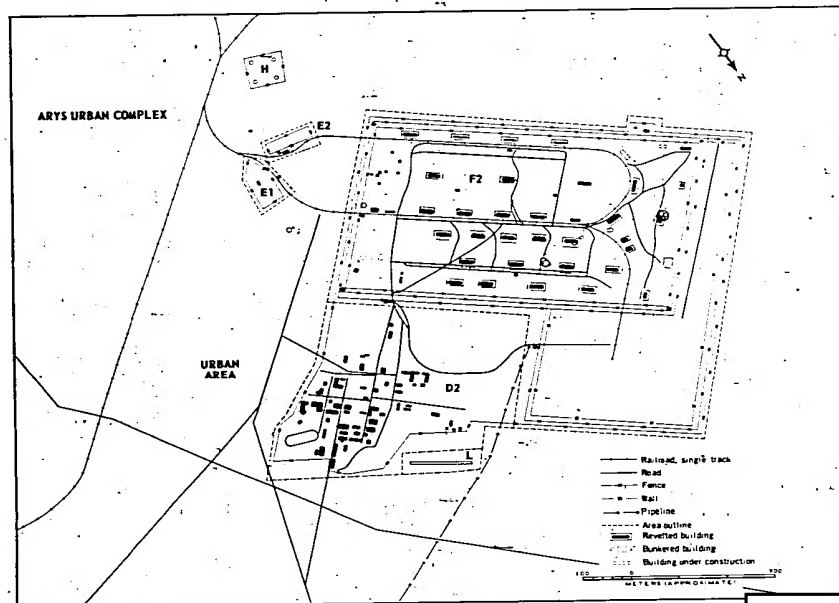 H
N
ARYS URBAN COMPLEX
E2
E1
F2
URBAN
AREA
D2
L
Railroad, single track
Road
Fence
Wall
Pipeline
Area outline
Revetted building
Bunkered building
Building under construction
0
METERS (APPROXIMATE)